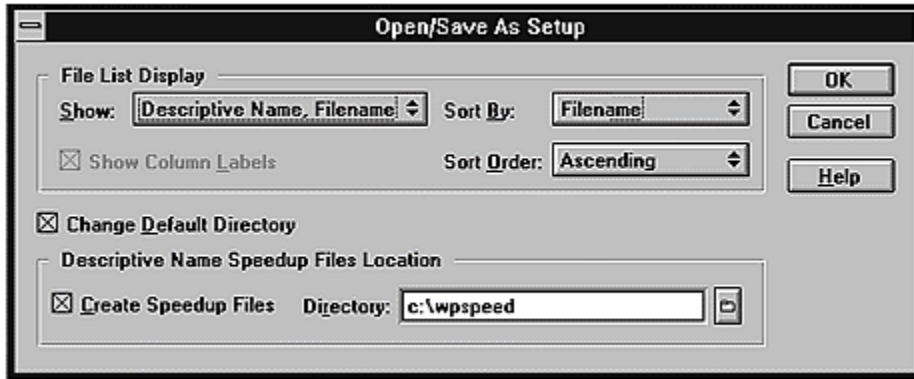 Open/Save As Setup
File List Display
Show: Descriptive Name, Filename Sort By: Filename
Show Column Labels Sort Order: Ascending
OK
Cancel
Help
Change Default Directory
Descriptive Name Speedup Files Location
Create Speedup Files Directory: c:\wpspeed